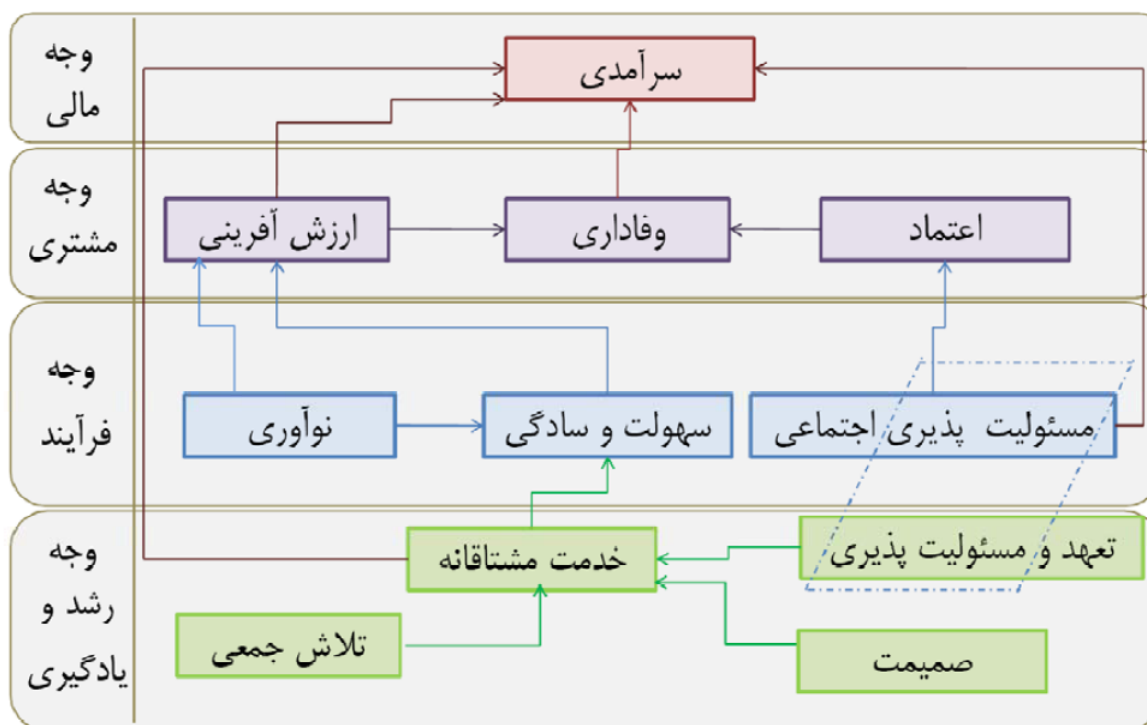 وجه
مالی
سرآمدی
وجه
مشتری
اعتماد
وفاداری
ارزش آفرینی
وجه
فرآیند
مسئولیت پذیری اجتماعی
سهولت و سادگی
نوآوری
وجه
رشد و
یادگیری
تعهد و مسئولیت پذیری
خدمت مشتاقانه
صمیمت
تلاش جمعی